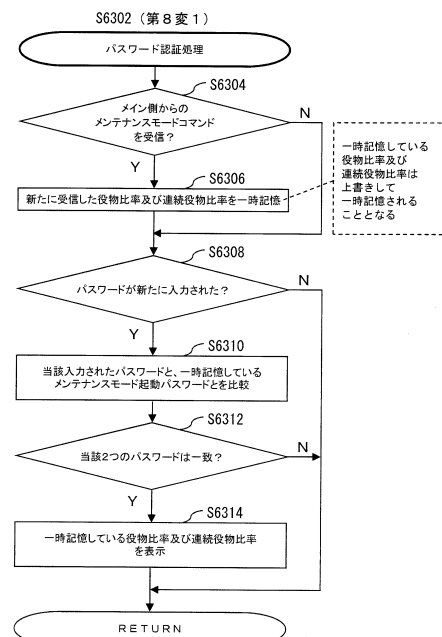 S6302（第８変１）
パスワード認証処理
S6304
メイン側からの
メンテナンスモードコマンド
を受信？
N
Y
S6306
新たに受信した役物比率及び連続役物比率を一時記憶
一時記憶している
役物比率及び
連続役物比率は
上書きして
一時記憶される
こととなる
S6308
パスワードが新たに入力された？
N
Y
S6310
当該入力されたパスワードと、一時記憶している
メンテナンスモード起動パスワードとを比較
S6312
当該2つのパスワードは一致？
N
Y
S6314
一時記憶している役物比率及び連続役物比率
を表示
RETURN